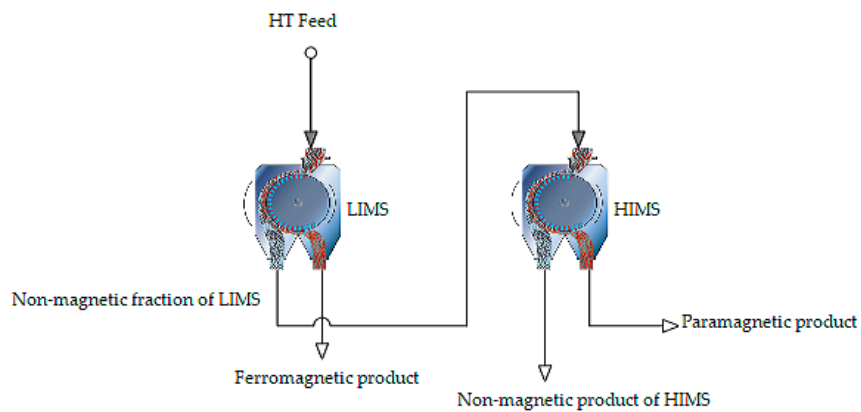 HT Feed
LIMS
HIMS
Non-magnetic fraction of LIMS
Paramagnetic product
Ferromagnetic product
Non-magnetic product of HIMS